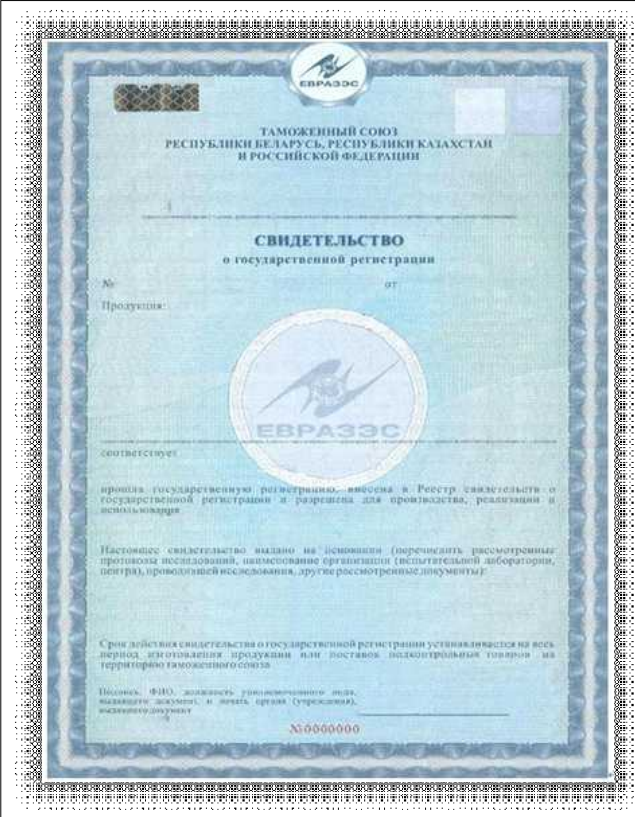 ЕВРАЗЭС
ТАМОЖЕННЫЙ СОЮЗ
РЕСПУБЛИКИ БЕЛАРУСЬ, РЕСПУБЛИКИ КАЗАХСТАН
И РОССИЙСКОЙ ФЕДЕРАЦИИ
СВИДЕТЕЛЬСТВО
о государственной регистрации
№ от
Продукция:
ЕВРАЗЭС
соответствует
прошла государственную регистрацию, внесена в Реестр свидетельств о
государственной регистрации и разрешена для производства, реализации и
использования
Настоящее свидетельство выдано на основании (перечислить рассмотренные
протоколы исследований, наименование организации (испытательной лаборатории,
центра), проводившей исследования, другие рассмотренные документы):
Срок действия свидетельства о государственной регистрации устанавливается на весь
период изготовления продукции или поставок подконтрольных товаров на
территорию таможенного союза
Подпись, ФИО, должность уполномоченного лица,
выдавшего документ, и печать органа (учреждения),
выдавшего документ
№0000000